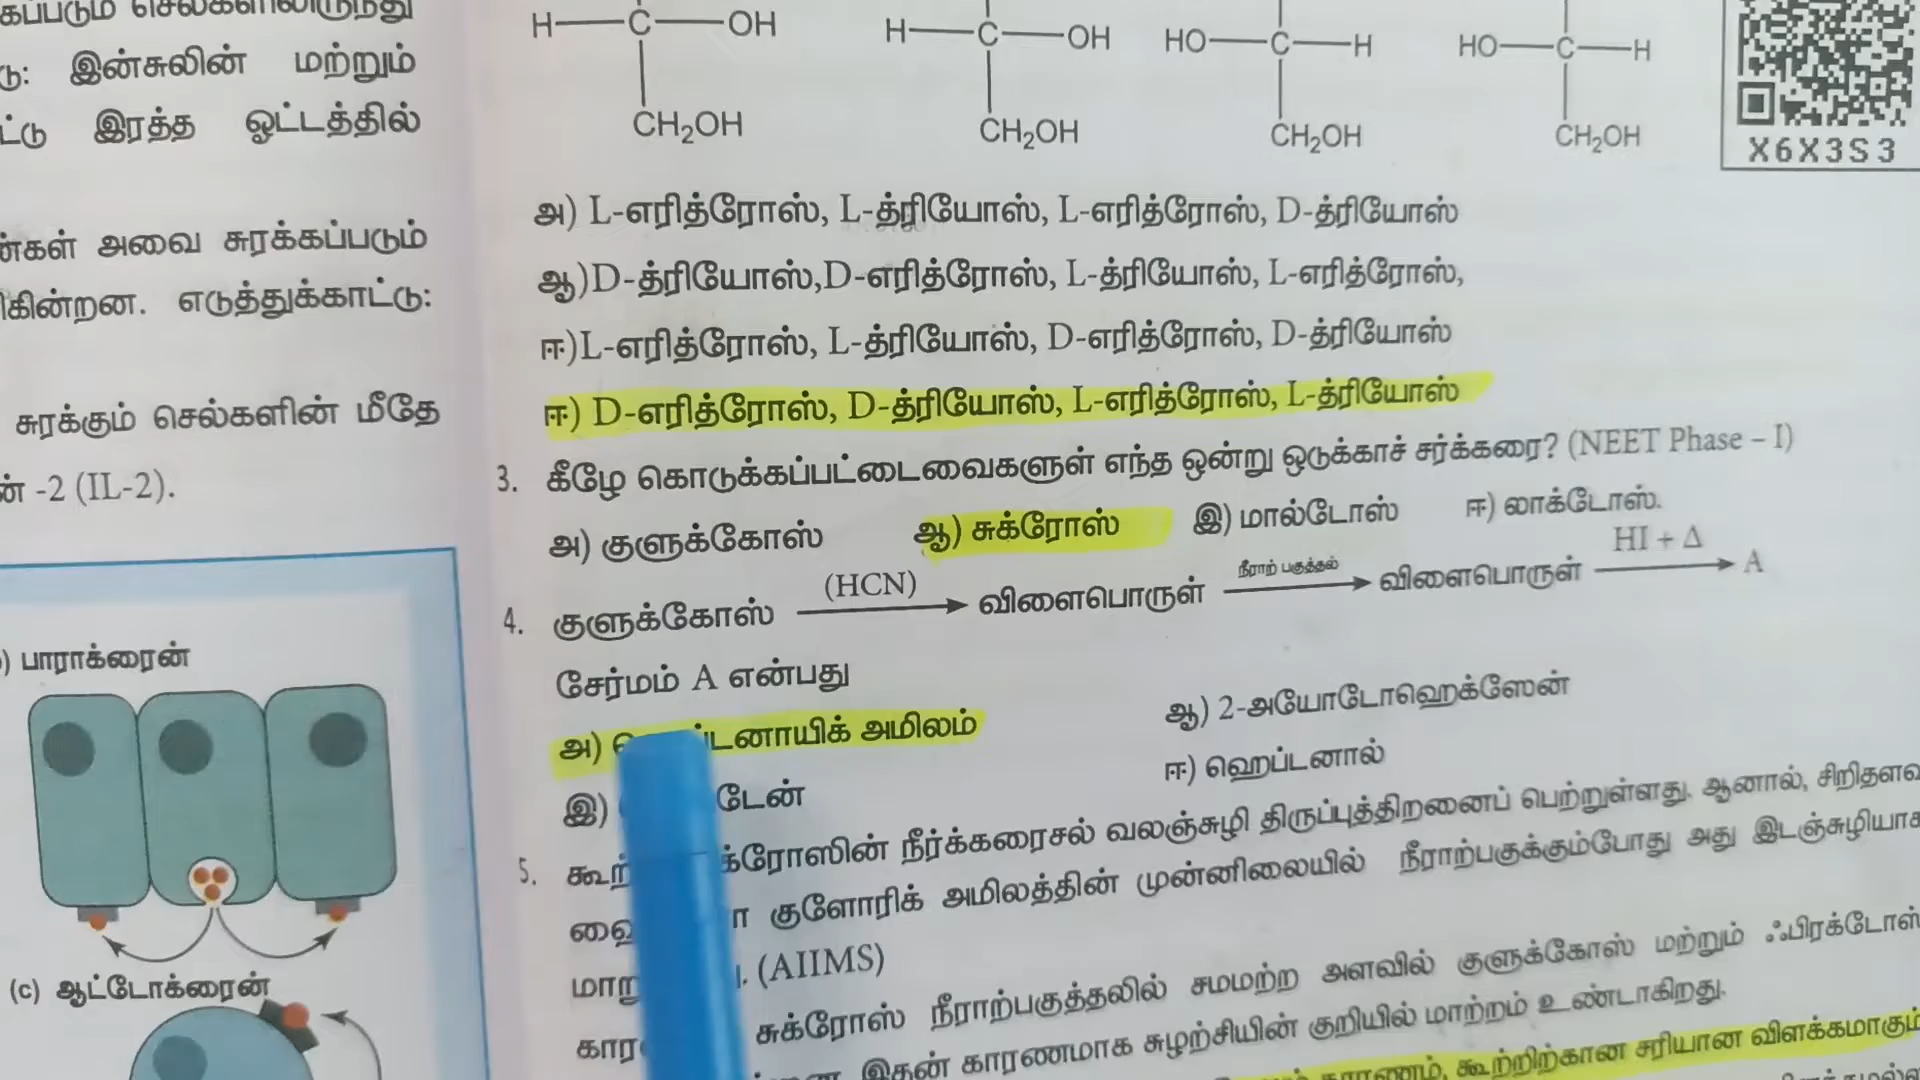 டு: இன்சுலின் மற்றும்
ட்டு இரத்த ஓட்டத்தில்
ன்கள் அவை சுரக்கப்படும்
கின்றன. எடுத்துக்காட்டு:
சுரக்கும் செல்களின் மீதே
ன் -2 (IL-2).
பாராக்ரைன்
(c) ஆட்டோக்ரைன்
H C OH H C OH HO C H HO C H
CH₂OH CH₂OH CH₂OH CH₂OH
X6X3S3
அ) L-எரித்ரோஸ், L-த்ரியோஸ், L-எரித்ரோஸ், D-த்ரியோஸ்
ஆ)D-த்ரியோஸ்,D-எரித்ரோஸ், L-த்ரியோஸ், L-எரித்ரோஸ்,
ஈ)L-எரித்ரோஸ், L-த்ரியோஸ், D-எரித்ரோஸ், D-த்ரியோஸ்
ஈ) D-எரித்ரோஸ், D-த்ரியோஸ், L-எரித்ரோஸ், L-த்ரியோஸ்
3. கீழே கொடுக்கப்பட்டைவைகளுள் எந்த ஒன்று ஒடுக்காச் சர்க்கரை? (NEET Phase – I)
அ) குளுக்கோஸ் ஆ) சுக்ரோஸ் இ) மால்டோஸ் ஈ) லாக்டோஸ்.
4. குளுக்கோஸ் (HCN) விளைபொருள் நீராற் பகுத்தல் விளைபொருள் HI + Δ A
சேர்மம் A என்பது
அ) டனாயிக் அமிலம் ஆ) 2-அயோடோஹெக்ஸேன்
இ) டேன் ஈ) ஹெப்டனால்
5. கூற் க்ரோஸின் நீர்க்கரைசல் வலஞ்சுழி திருப்புத்திறனைப் பெற்றுள்ளது. ஆனால், சிறிதளவு
குளோரிக் அமிலத்தின் முன்னிலையில் நீராற்பகுக்கும்போது அது இடஞ்சுழியாக
மாறு . (AIIMS)
கார சுக்ரோஸ் நீராற்பகுத்தலில் சமமற்ற அளவில் குளுக்கோஸ் மற்றும் ஃபிரக்டோஸ்
இதன் காரணமாக சுழற்சியின் குறியில் மாற்றம் உண்டாகிறது.
காரணம், கூற்றிற்கான சரியான விளக்கமாகும்